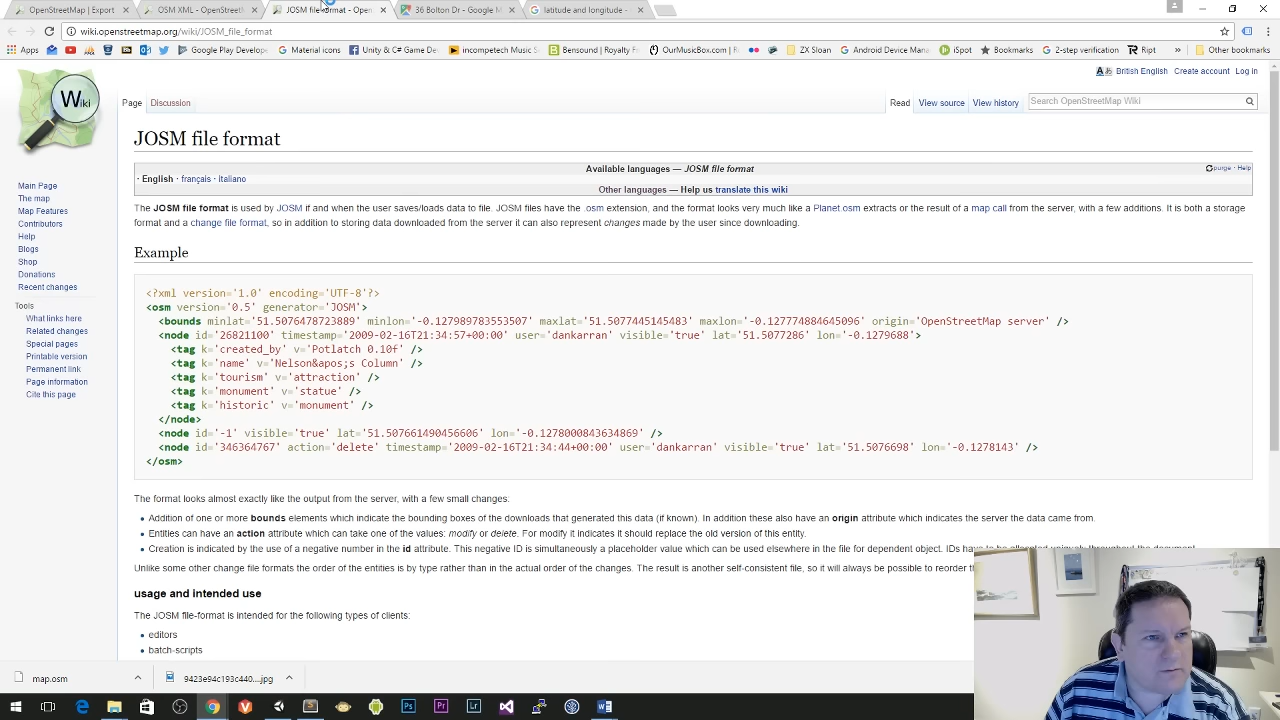 OpenStreetMap | Export
OSM XML - OpenStreetM
JOSM file format - Open
36 Bolton Dr - Google M
latitude and longitude -
wiki.openstreetmap.org/wiki/JOSM_file_format
Apps
Google Play Develop
Material icons
Unity & C# Game De
incompetech Music S
Bensound | Royalty F
OurMusicBox.com | R
ZX Sloan
Android Device Man
iSpot
Bookmarks
2-step verification
Ript
Other bookmarks
Wiki
British English Create account Log in
Page Discussion Read View source View history Search OpenStreetMap Wiki
JOSM file format
Available languages — JOSM file format purge · Help
· English · français · italiano
Other languages — Help us translate this wiki
The JOSM file format is used by JOSM if and when the user saves/loads data to file. JOSM files have the .osm extension, and the format looks very much like a Planet.osm extracts or the result of a map call from the server, with a few additions. It is both a storage
format and a change file format, so in addition to storing data downloaded from the server it can also represent changes made by the user since downloading.
Main Page
The map
Map Features
Contributors
Help
Blogs
Shop
Donations
Recent changes
Tools
What links here
Related changes
Special pages
Printable version
Permanent link
Page information
Cite this page
Example
<?xml version='1.0' encoding='UTF-8'?>
<osm version='0.5' generator='JOSM'>
<bounds minlat='51.5076478723889' minlon='-0.127989783553507' maxlat='51.5077445145483' maxlon='-0.127774884645096' origin='OpenStreetMap server' />
<node id='26821100' timestamp='2009-02-16T21:34:57+00:00' user='dankarran' visible='true' lat='51.5077286' lon='-0.1279688'>
<tag k='created_by' v='Potlatch 0.10f' />
<tag k='name' v='Nelson&apos;s Column' />
<tag k='tourism' v='attraction' />
<tag k='monument' v='statue' />
<tag k='historic' v='monument' />
</node>
<node id='-1' visible='true' lat='51.507661490456606' lon='-0.1278000843634869' />
<node id='346364767' action='delete' timestamp='2009-02-16T21:34:44+00:00' user='dankarran' visible='true' lat='51.5076698' lon='-0.1278143' />
</osm>
The format looks almost exactly like the output from the server, with a few small changes:
Addition of one or more bounds elements which indicate the bounding boxes of the downloads that generated this data (if known). In addition these also have an origin attribute which indicates the server the data came from.
Entities can have an action attribute which can take one of the values: modify or delete. For modify it indicates it should replace the old version of this entity.
Creation is indicated by the use of a negative number in the id attribute. This negative ID is simultaneously a placeholder value which can be used elsewhere in the file for dependent object. IDs have to be
Unlike some other change file formats the order of the entities is by type rather than in the actual order of the changes. The result is another self-consistent file, so it will always be possible to reorder
usage and intended use
The JOSM file-format is intended for the following types of clients:
editors
batch-scripts
map.osm
9423e94c193c440....jpg